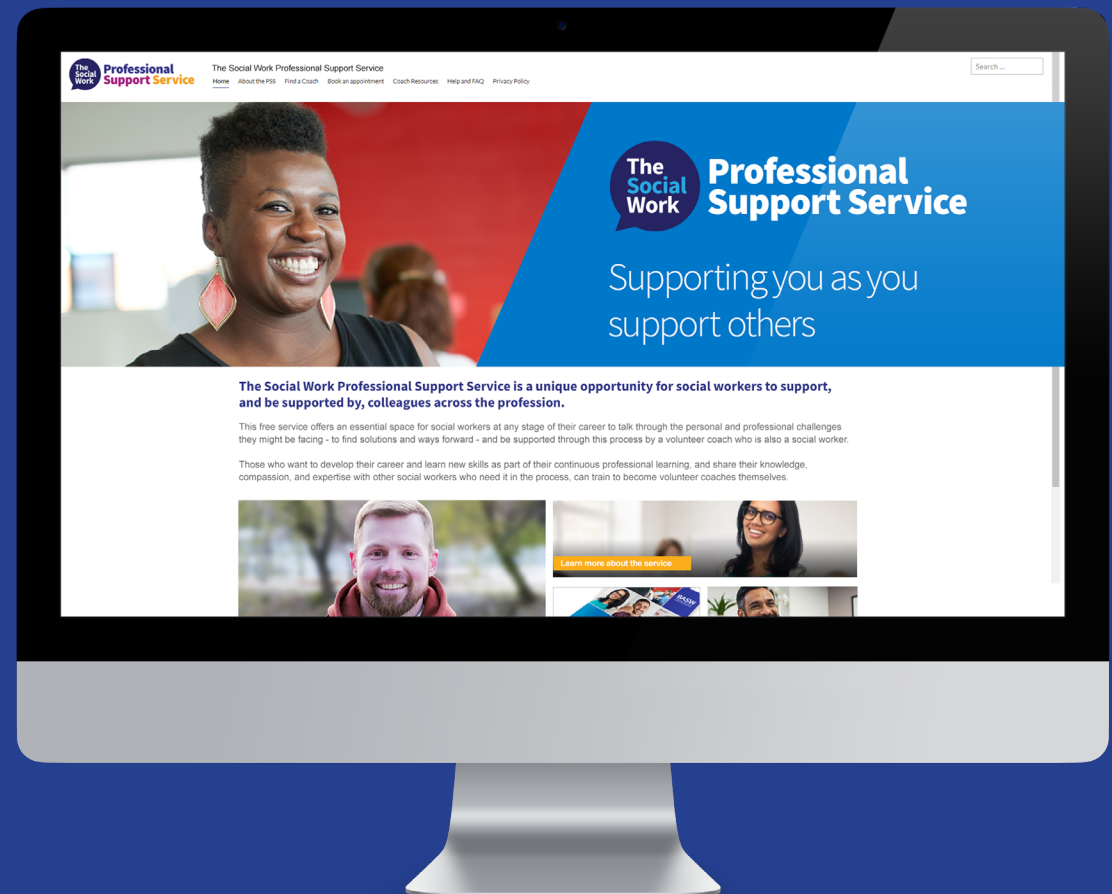 The
Social
Work
Professional
Support Service
The Social Work Professional Support Service
Home About the PSS Find a Coach Book an appointment Coach Resources Help and FAQ Privacy Policy
Search ...
The
Social
Work
Professional
Support Service
Supporting you as you
support others
The Social Work Professional Support Service is a unique opportunity for social workers to support,
and be supported by, colleagues across the profession.
This free service offers an essential space for social workers at any stage of their career to talk through the personal and professional challenges
they might be facing - to find solutions and ways forward - and be supported through this process by a volunteer coach who is also a social worker.
Those who want to develop their career and learn new skills as part of their continuous professional learning, and share their knowledge,
compassion, and expertise with other social workers who need it in the process, can train to become volunteer coaches themselves.
Learn more about the service
BASW